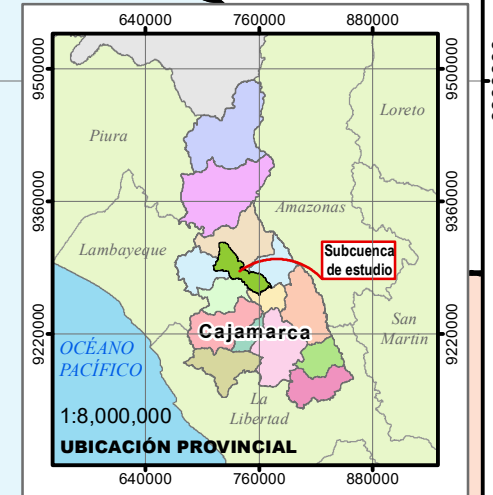 640000 760000 880000
9500000 9500000
Loreto
Piura
9360000 9360000
Amazonas
Lambayeque
Subcuenca
de estudio
San
Martín
9220000 9220000
Cajamarca
OCÉANO
PACÍFICO
La
Libertad
1:8,000,000
UBICACIÓN PROVINCIAL
640000 760000 880000